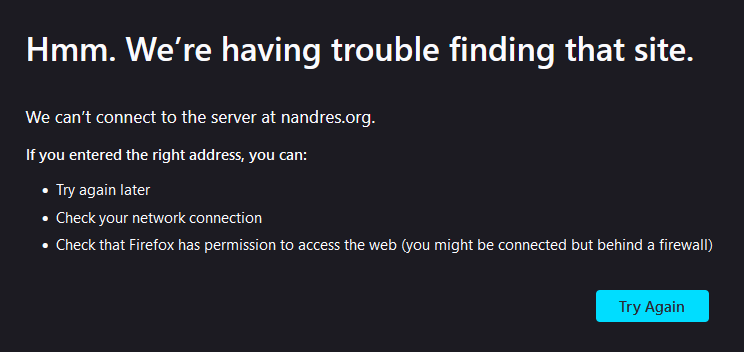 Hmm. We’re having trouble finding that site.
We can’t connect to the server at nandres.org.
If you entered the right address, you can:
• Try again later
• Check your network connection
• Check that Firefox has permission to access the web (you might be connected but behind a firewall)
Try Again